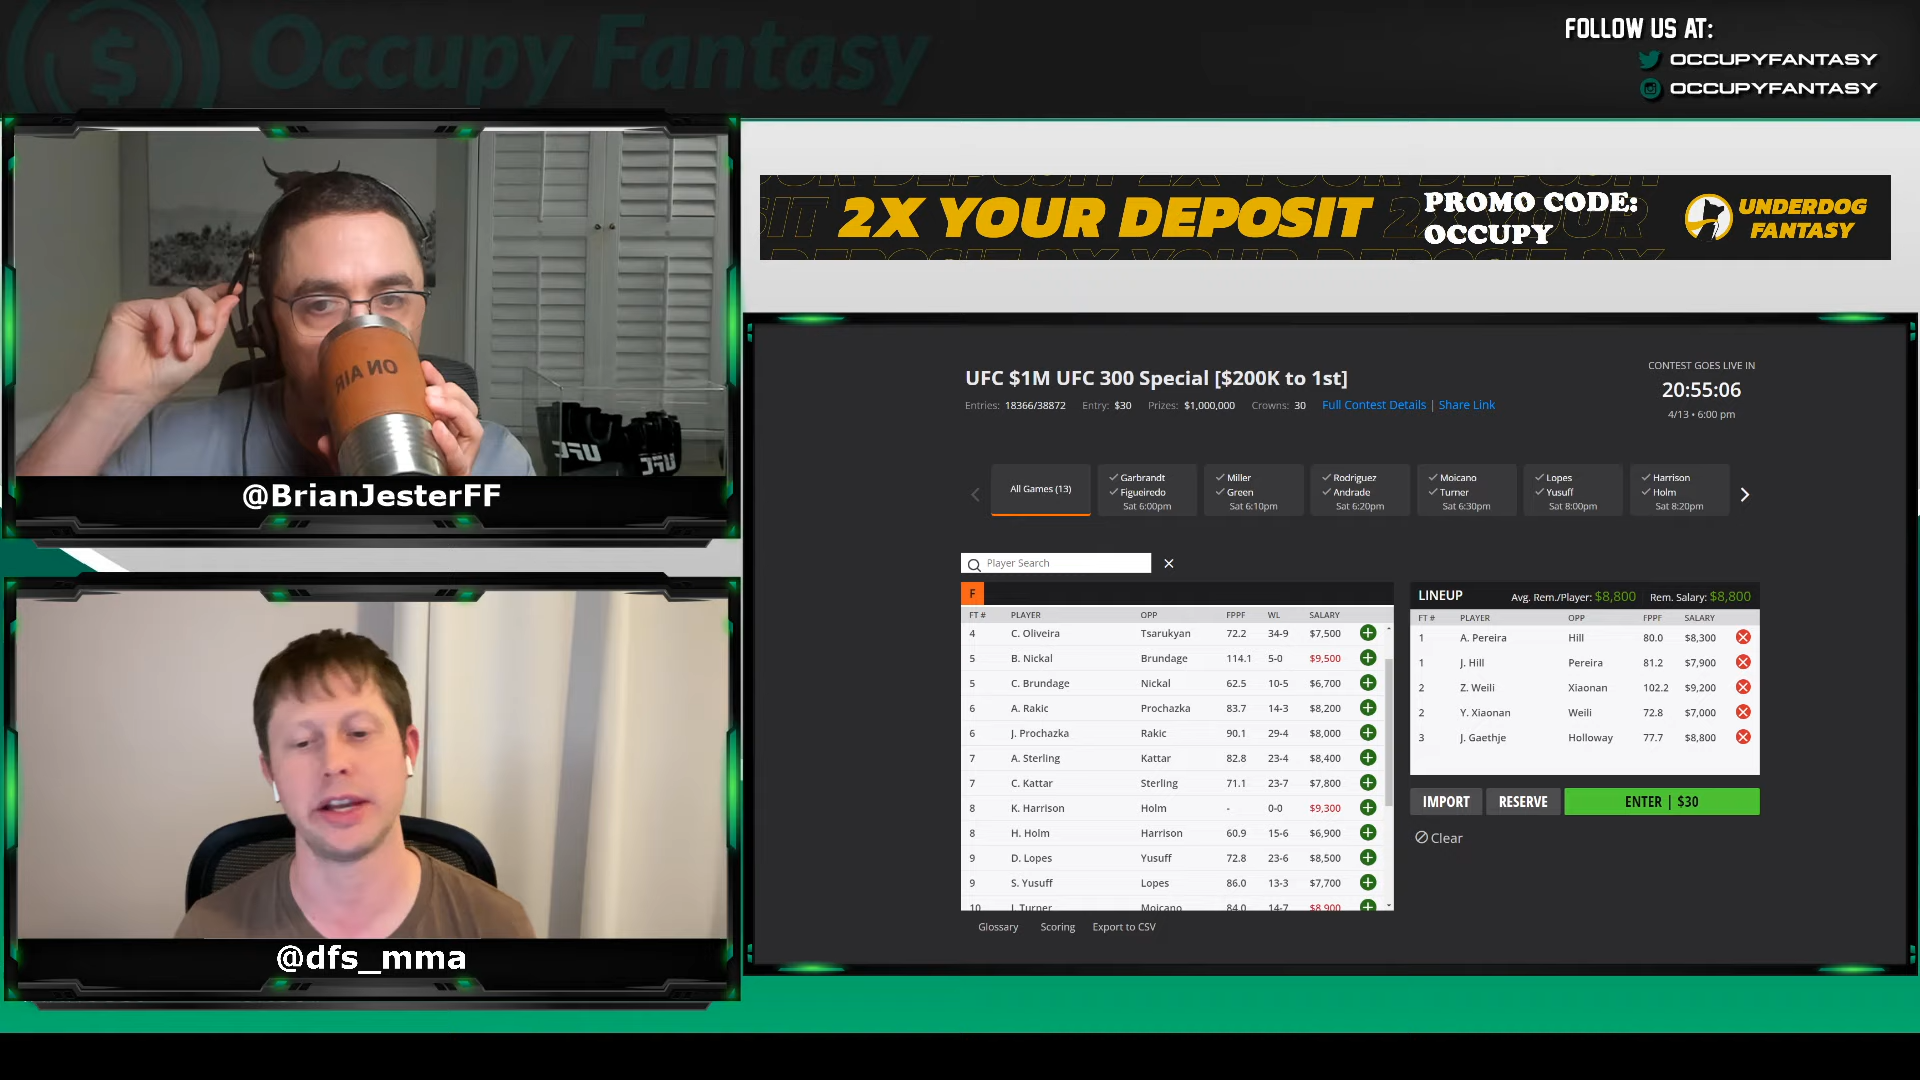 Occupy Fantasy
FOLLOW US AT:
OCCUPYFANTASY
OCCUPYFANTASY
ON AIR
UFC
UFC
@BrianJesterFF
@dfs_mma
2X YOUR DEPOSIT
PROMO CODE:
OCCUPY
UNDERDOG
FANTASY
UFC $1M UFC 300 Special [$200K to 1st]
Entries: 18366/38872 Entry: $30 Prizes: $1,000,000 Crowns: 30 Full Contest Details | Share Link
CONTEST GOES LIVE IN
20:55:06
4/13 • 6:00 pm
All Games (13)
Garbrandt
Figueiredo
Sat 6:00pm
Miller
Green
Sat 6:10pm
Rodriguez
Andrade
Sat 6:20pm
Moicano
Turner
Sat 6:30pm
Lopes
Yusuff
Sat 8:00pm
Harrison
Holm
Sat 8:20pm
Player Search
F
FT # PLAYER OPP FPPF WL SALARY
4 C. Oliveira Tsarukyan 72.2 34-9 $7,500
5 B. Nickal Brundage 114.1 5-0 $9,500
5 C. Brundage Nickal 62.5 10-5 $6,700
6 A. Rakic Prochazka 83.7 14-3 $8,200
6 J. Prochazka Rakic 90.1 29-4 $8,000
7 A. Sterling Kattar 82.8 23-4 $8,400
7 C. Kattar Sterling 71.1 23-7 $7,800
8 K. Harrison Holm - 0-0 $9,300
8 H. Holm Harrison 60.9 15-6 $6,900
9 D. Lopes Yusuff 72.8 23-6 $8,500
9 S. Yusuff Lopes 86.0 13-3 $7,700
10 J. Turner Moicano 84.0 14-7 $8,900
Glossary Scoring Export to CSV
LINEUP Avg. Rem./Player: $8,800 Rem. Salary: $8,800
FT # PLAYER OPP FPPF SALARY
1 A. Pereira Hill 80.0 $8,300
1 J. Hill Pereira 81.2 $7,900
2 Z. Weili Xiaonan 102.2 $9,200
2 Y. Xiaonan Weili 72.8 $7,000
3 J. Gaethje Holloway 77.7 $8,800
IMPORT RESERVE ENTER | $30
Clear